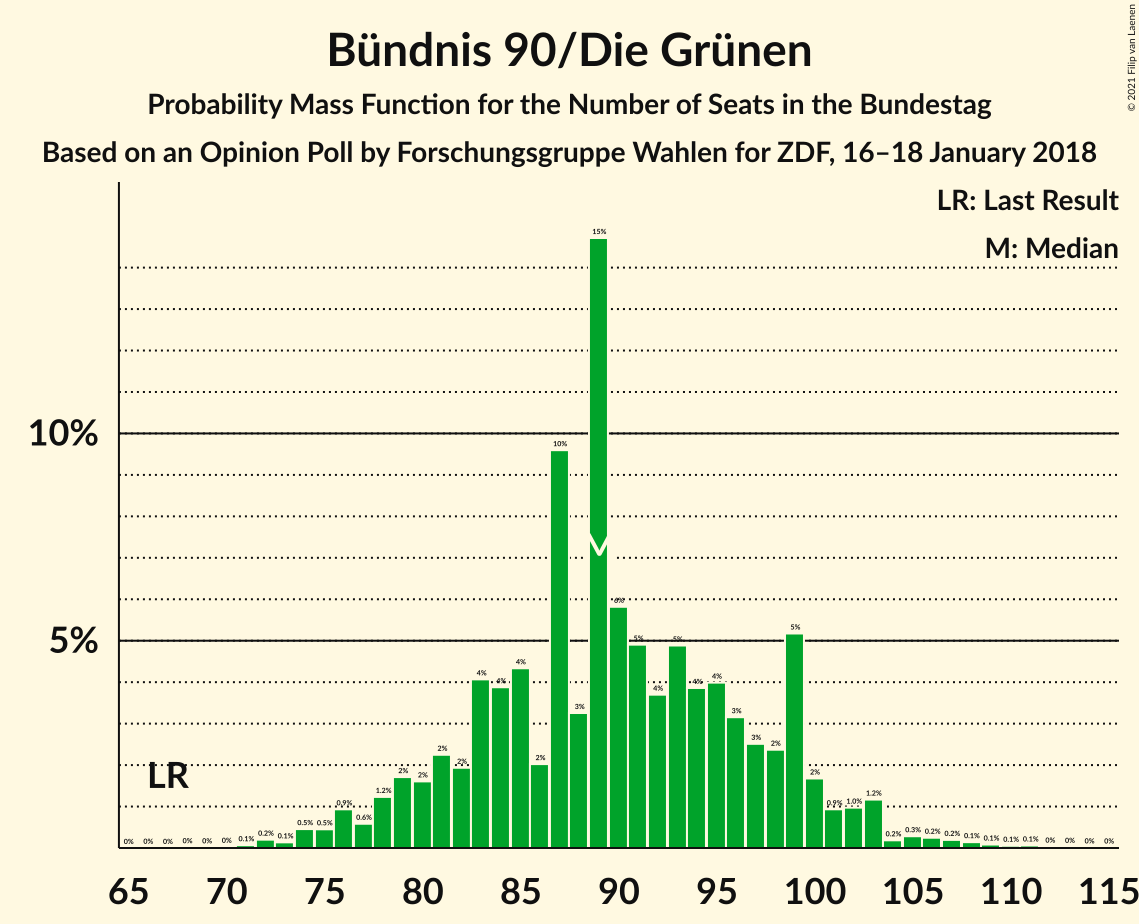 Bündnis 90/Die Grünen
Probability Mass Function for the Number of Seats in the Bundestag
Based on an Opinion Poll by Forschungsgruppe Wahlen for ZDF, 16–18 January 2018
© 2021 Filip van Laenen
LR: Last Result
M: Median
10%
5%
LR
0% 0% 0% 0% 0% 0% 0.1% 0.2% 0.1% 0.5% 0.5% 0.9% 0.6% 1.2% 2% 2% 2% 2% 4% 4% 4% 2% 10% 3% 15% 6% 5% 4% 5% 4% 4% 3% 3% 2% 5% 2% 0.9% 1.0% 1.2% 0.2% 0.3% 0.2% 0.2% 0.1% 0.1% 0.1% 0.1% 0% 0% 0% 0%
65 70 75 80 85 90 95 100 105 110 115